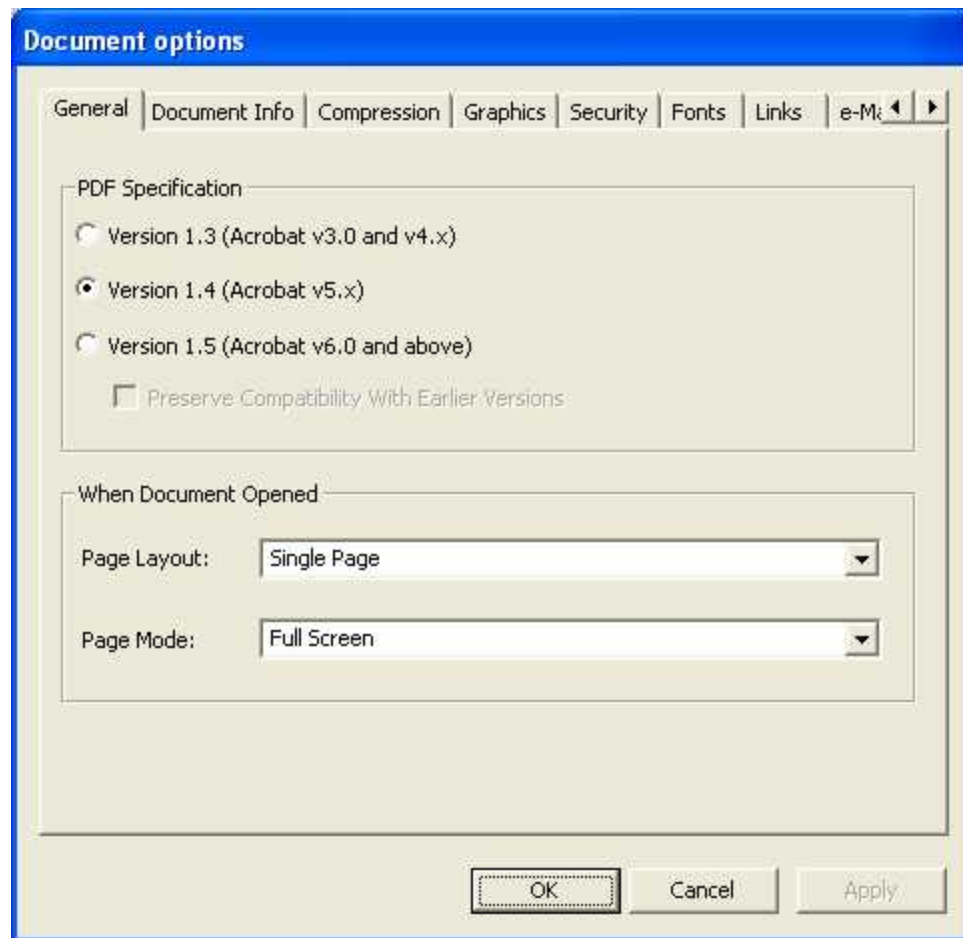 Document options
General Document Info Compression Graphics Security Fonts Links
PDF Specification
Version 1.3 (Acrobat v3.0 and v4.x)
Version 1.4 (Acrobat v5.x)
Version 1.5 (Acrobat v6.0 and above)
Preserve Compatibility With Earlier Versions
When Document Opened
Page Layout: Single Page
Page Mode: Full Screen
OK Cancel Apply